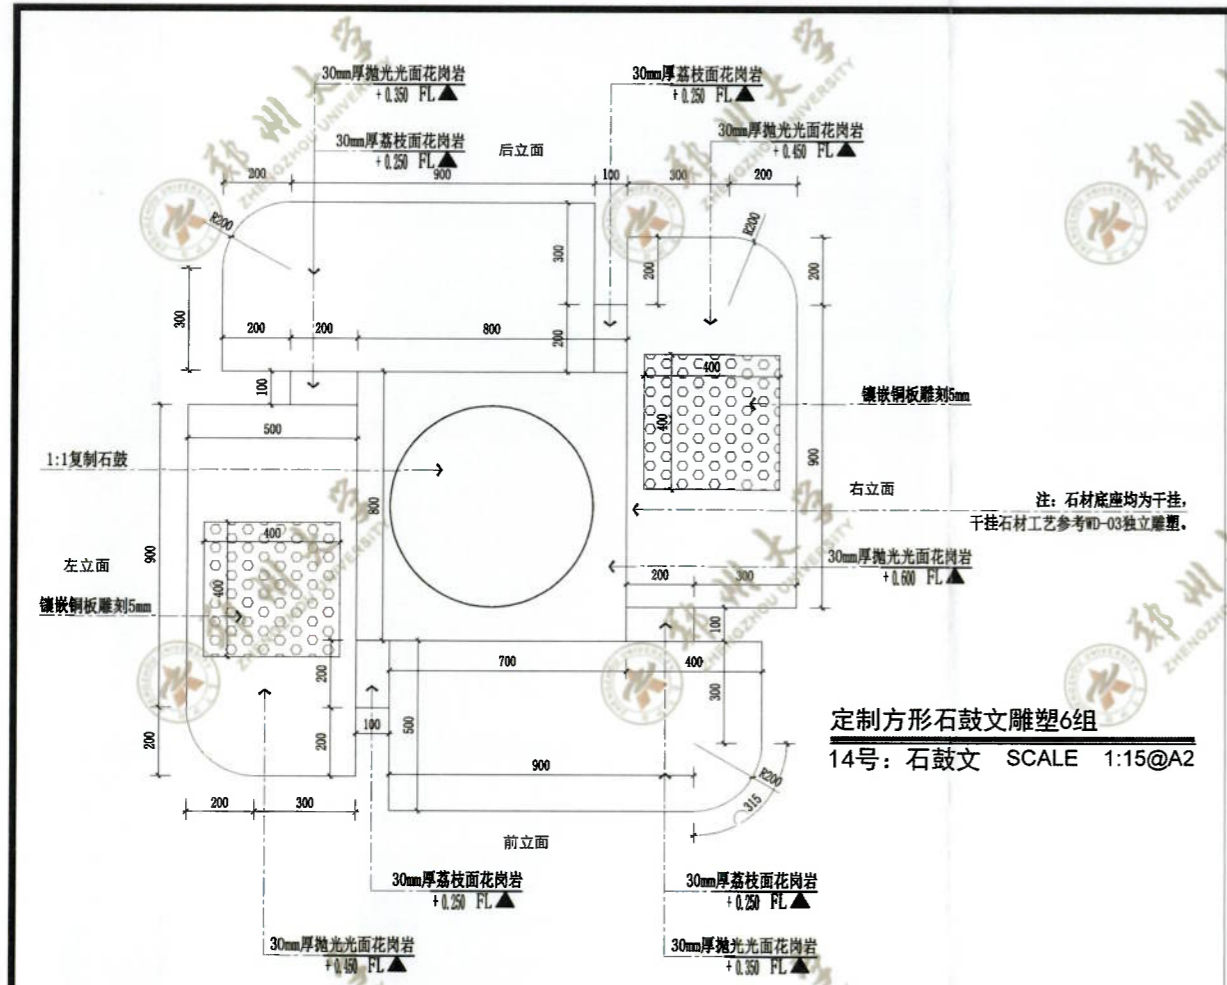 30mm厚抛光光面花岗岩
+0.350 FL
30mm厚荔枝面花岗岩
+0.250 FL
30mm厚荔枝面花岗岩
+0.250 FL
30mm厚抛光光面花岗岩
+0.450 FL
后立面
200 900 100 300 200
R200
R200
300
200
200
300
200 200 800
200
100
400
400
镶嵌铜板雕刻5mm
500
1:1复制石鼓
800
900
右立面
注：石材底座均为干挂，
干挂石材工艺参考WD-03独立雕塑。
左立面
900
400
400
镶嵌铜板雕刻5mm
30mm厚抛光光面花岗岩
+0.600 FL
200 300
100
700 400
200
300
200
200
100
500
定制方形石鼓文雕塑6组
14号：石鼓文 SCALE 1:15@A2
900
R200
315
200 300
前立面
30mm厚荔枝面花岗岩
+0.250 FL
30mm厚荔枝面花岗岩
+0.250 FL
30mm厚抛光光面花岗岩
+0.450 FL
30mm厚抛光光面花岗岩
+0.350 FL
郑州大学
ZHENGZHOU UNIVERSITY